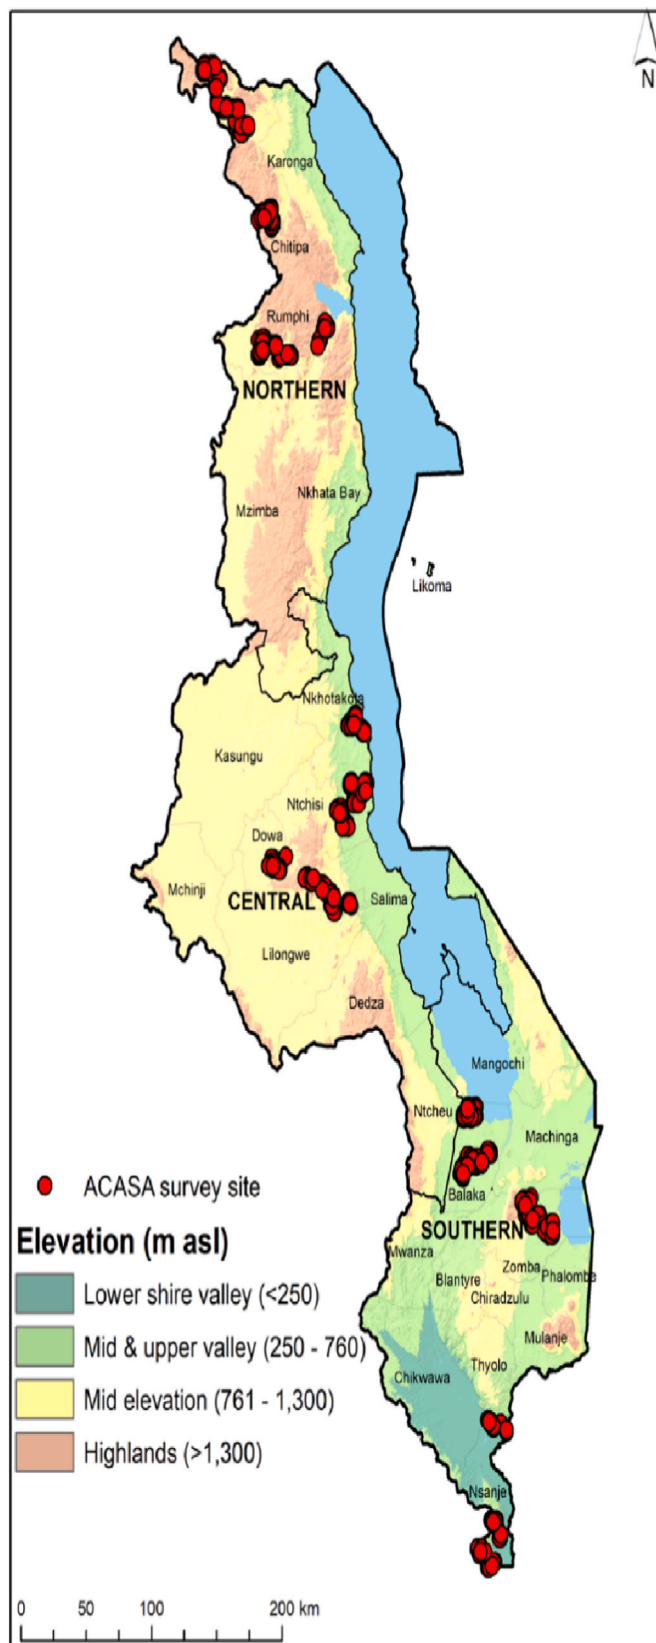 N
Karonga
Chitipa
Rumphi
NORTHERN
Nkhata Bay
Mzimba
Likoma
Nkhotakota
Kasungu
Ntchisi
Dowa
Mchinji
CENTRAL
Salima
Lilongwe
Dedza
Mangochi
Ntcheu
Machinga
ACASA survey site
Balaka
SOUTHERN
Elevation (m asl)
Mwanza
Zomba
Phalombe
Blantyre
Lower shire valley (<250)
Chiradzulu
Mulanje
Mid & upper valley (250 - 760)
Thyolo
Chikwawa
Mid elevation (761 - 1,300)
Highlands (>1,300)
Nsanje
0 50 100 200 km